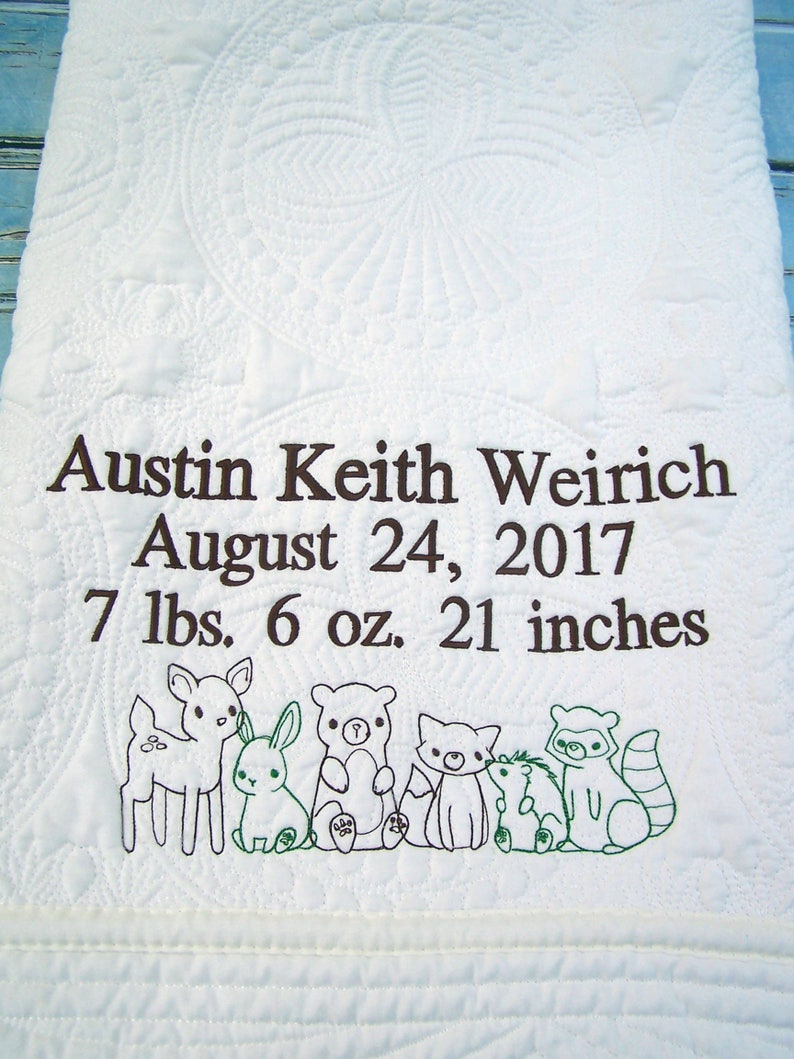 Austin Keith Weirich
August 24, 2017
7 lbs. 6 oz. 21 inches